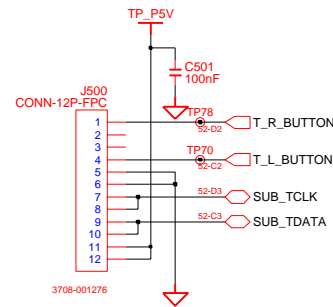 TP_P5V
C501
100nF
J500
CONN-12P-FPC
TP78
1
52-D2
T_R_BUTTON
2
3
TP70
4
52-C2
T_L_BUTTON
5
6
7
52-D3
SUB_TCLK
8
9
52-C3
SUB_TDATA
10
11
12
3708-001276